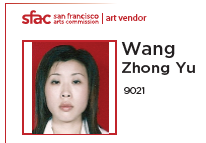 sfac san francisco arts commission | art vendor
Wang
Zhong Yu
9021